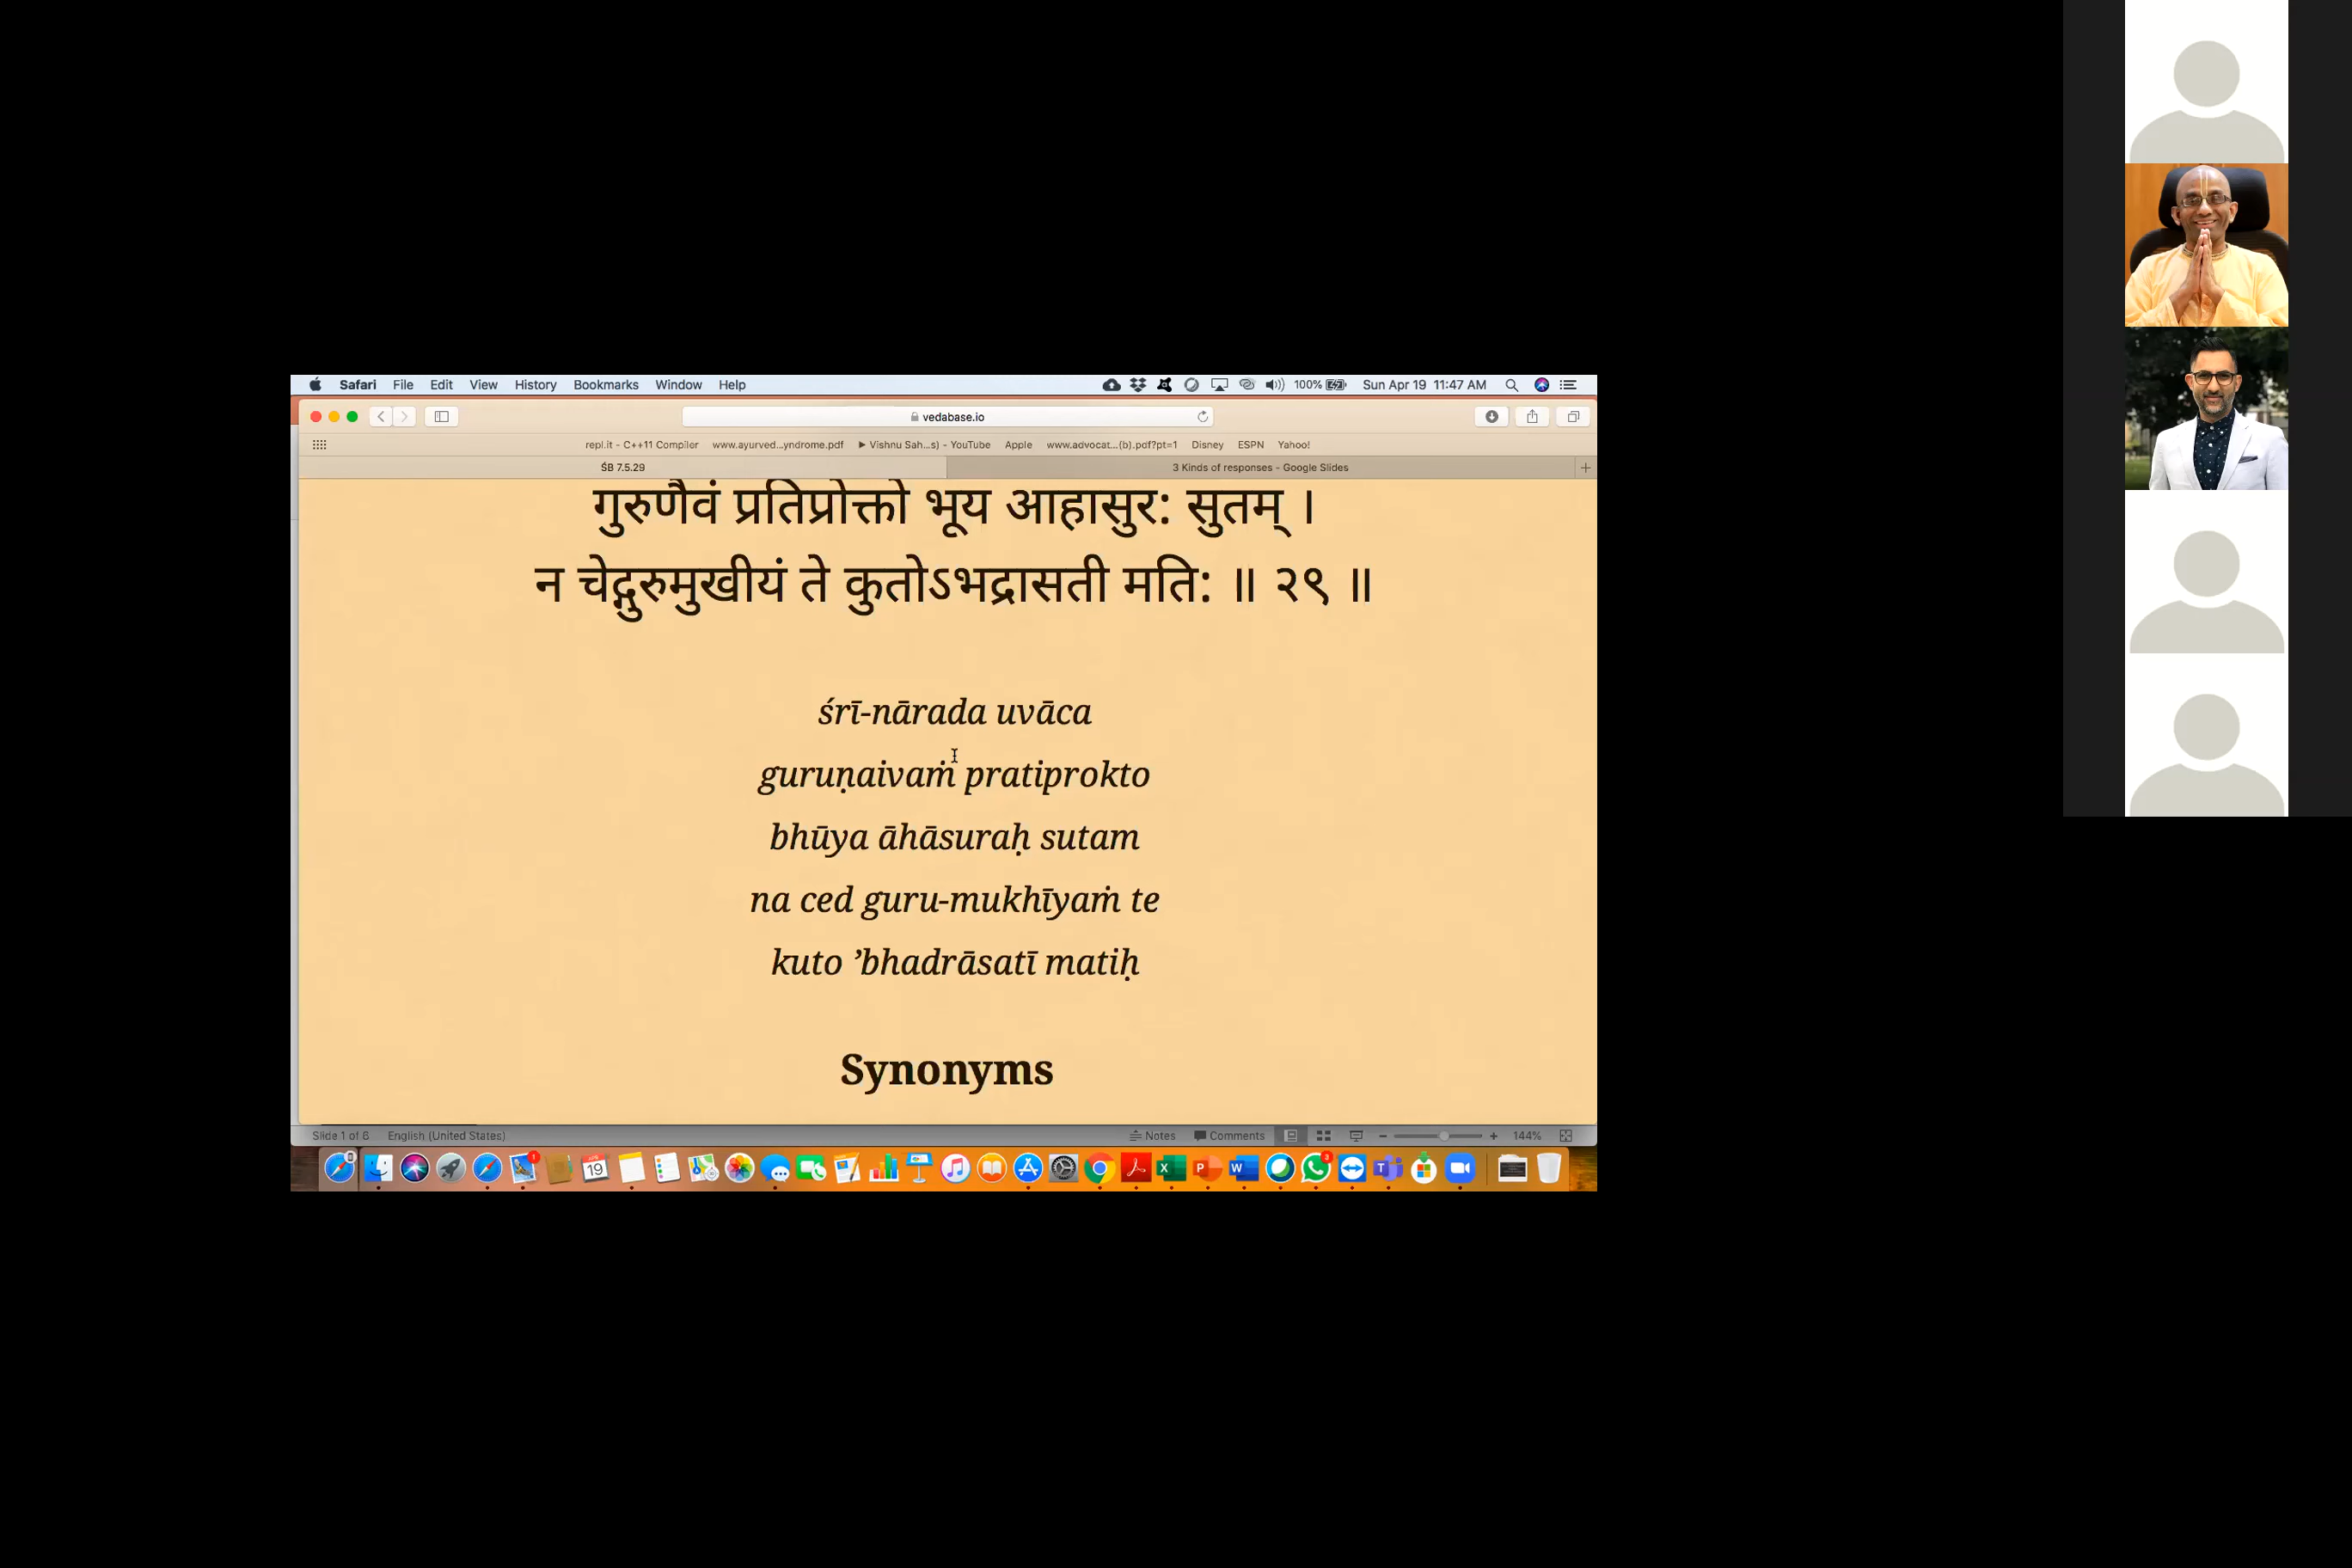 Safari File Edit View History Bookmarks Window Help 100% Sun Apr 19 11:47 AM
vedabase.io
repl.it - C++11 Compiler www.ayurved...yndrome.pdf ▶ Vishnu Sah...s) - YouTube Apple www.advocat...(b).pdf?pt=1 Disney ESPN Yahoo!
ŚB 7.5.29 3 Kinds of responses - Google Slides
गुरुणैवं प्रतिप्रोक्तो भूय आहासुर: सुतम् ।
न चेद्गुरुमुखीयं ते कुतोऽभद्रासती मति: ॥ २९ ॥
śrī-nārada uvāca
guruṇaivaṁ pratiprokto
bhūya āhāsuraḥ sutam
na ced guru-mukhīyaṁ te
kuto ’bhadrāsatī matiḥ
Synonyms
Slide 1 of 8 English (United States) Notes Comments 144%
19